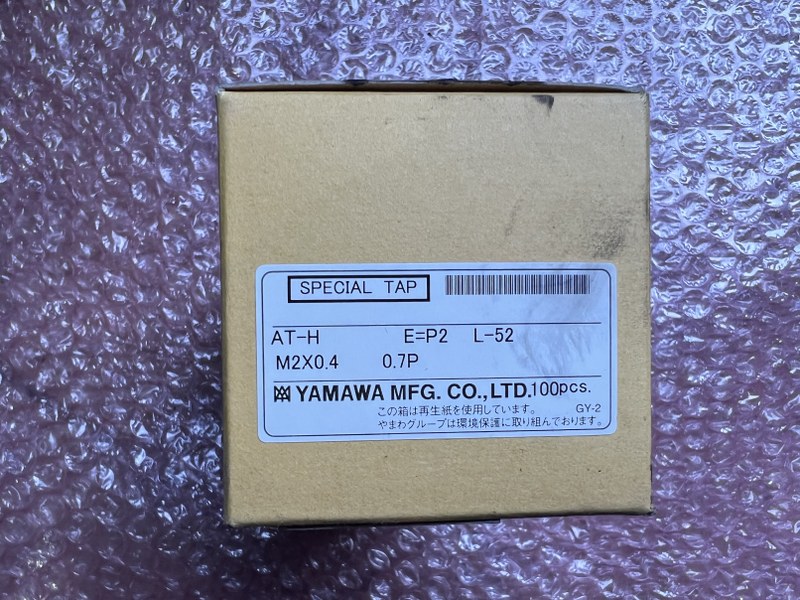 SPECIAL TAP
AT-H E=P2 L-52
M2X0.4 0.7P
YAMAWA MFG. CO.,LTD. 100pcs.
この箱は再生紙を使用しています。 GY-2
やまわグループは環境保護に取り組んでおります。